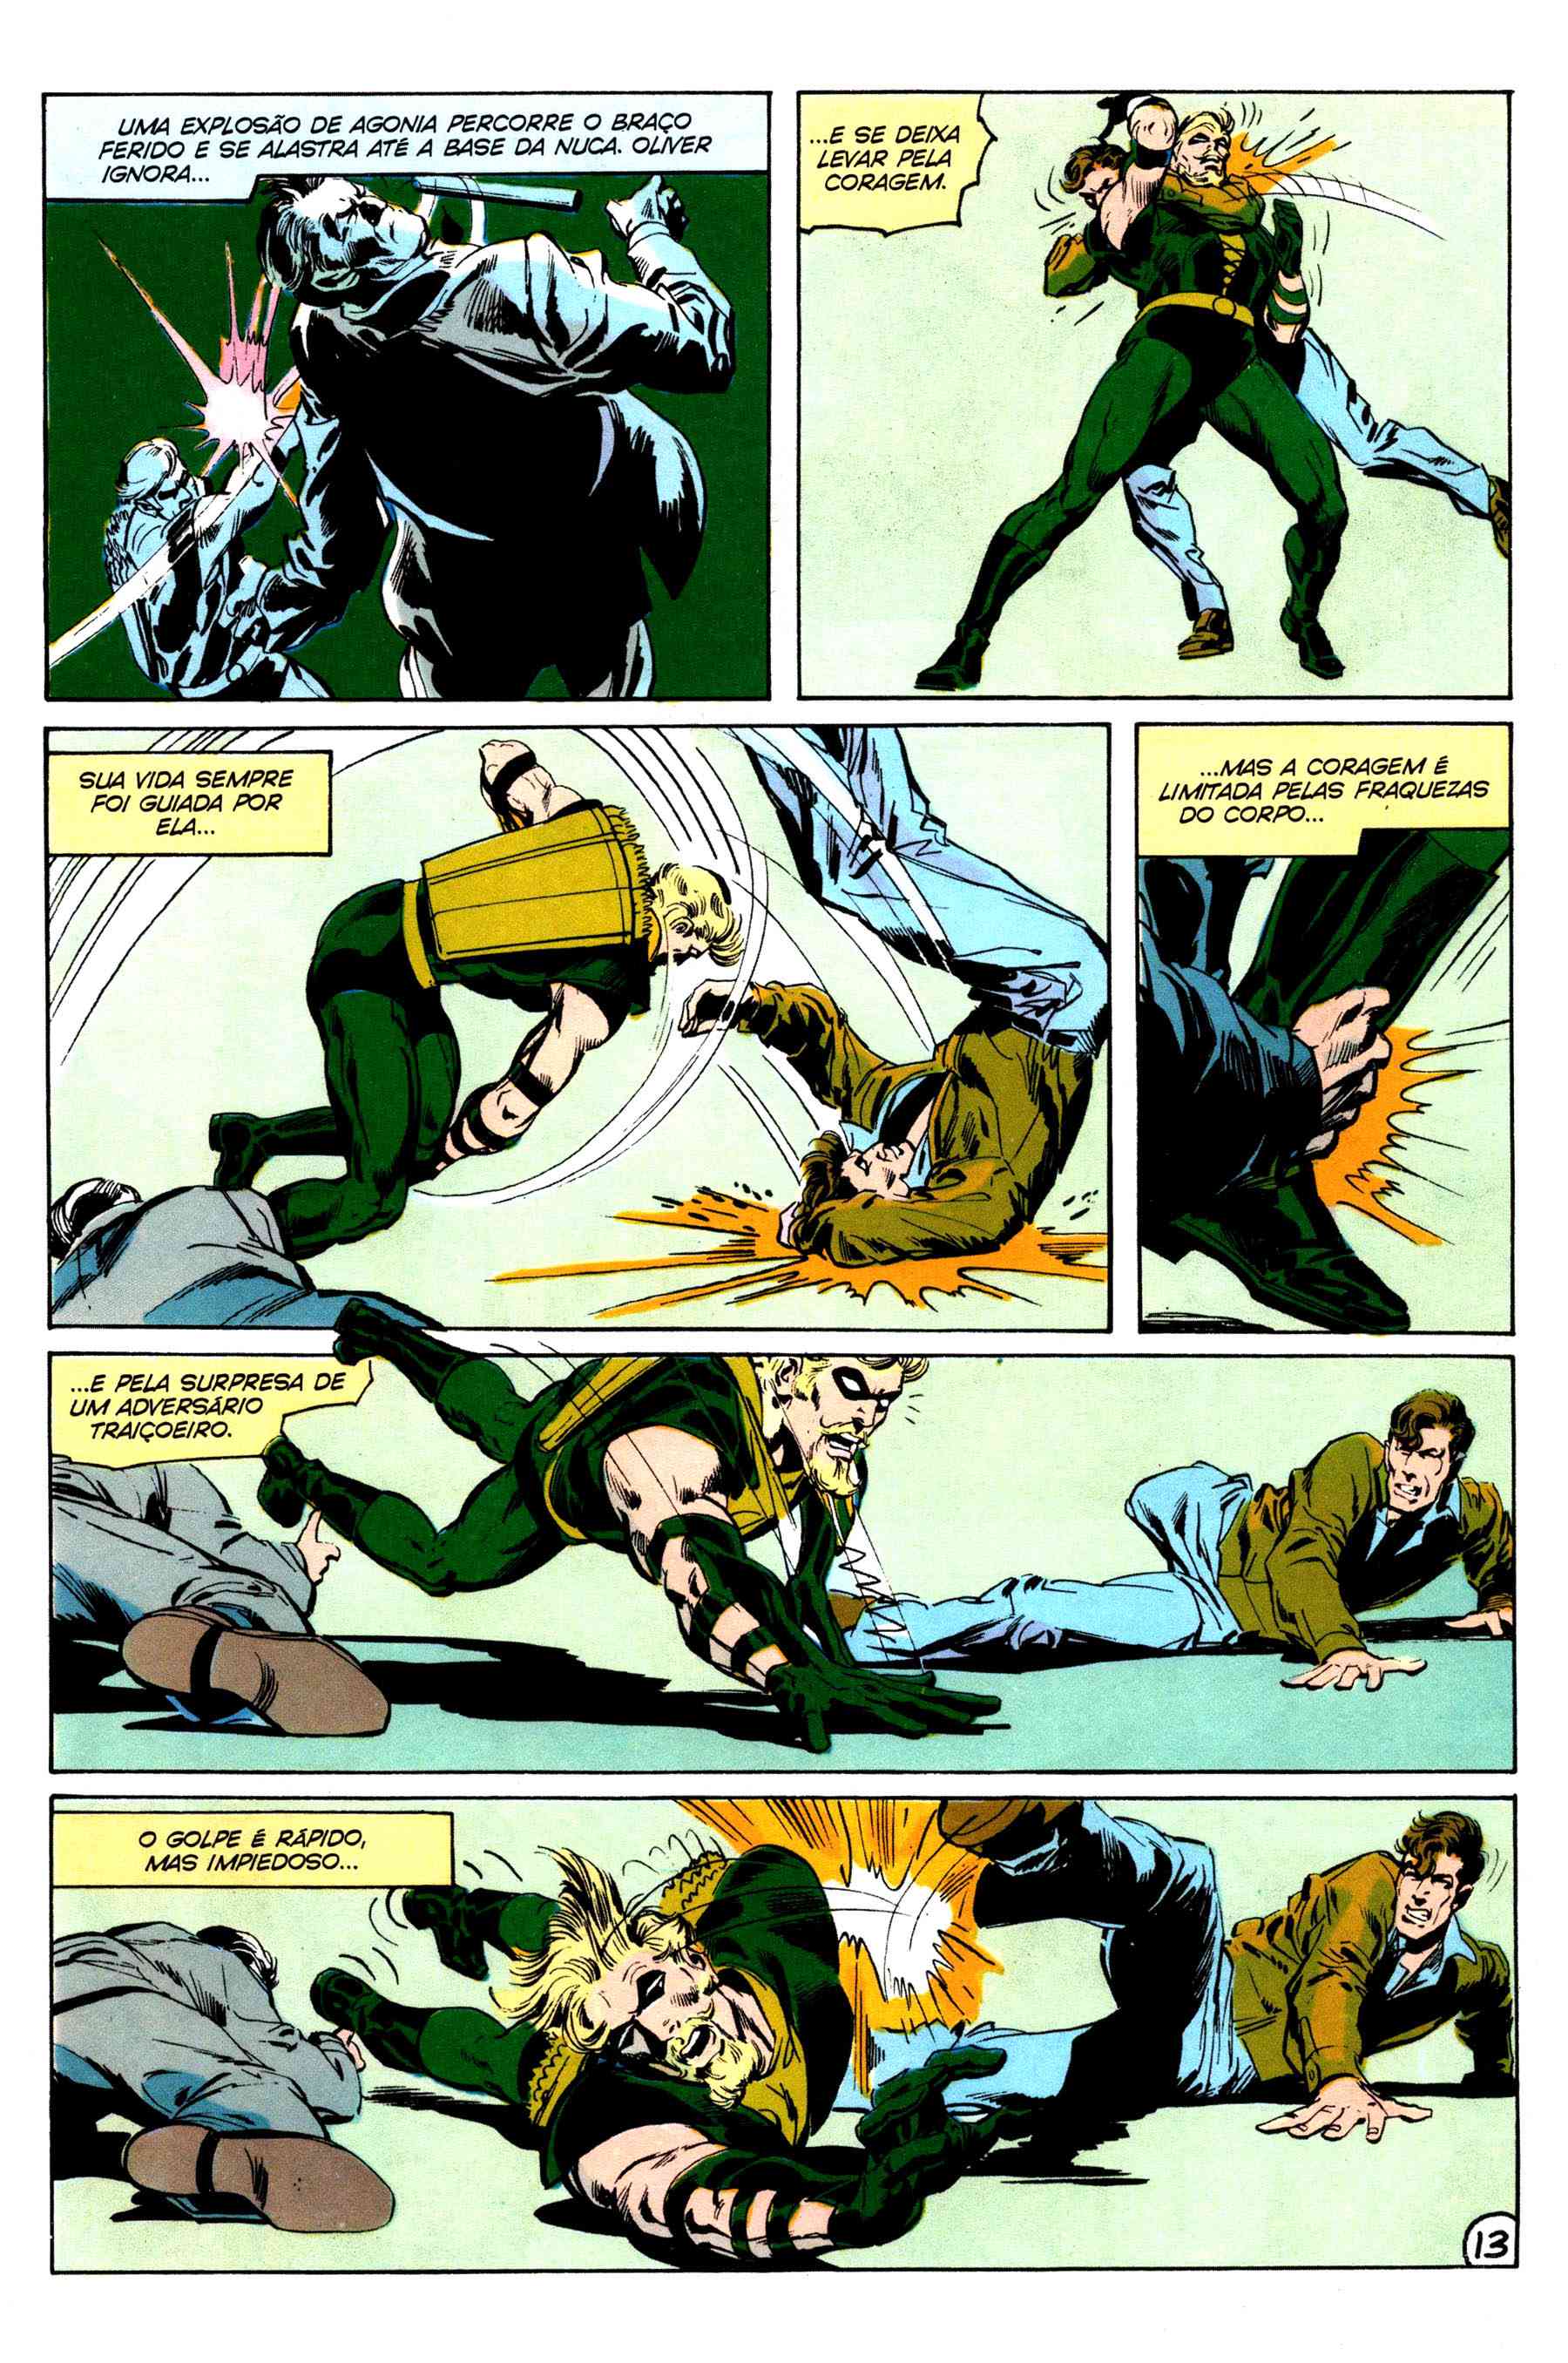 UMA EXPLOSÃO DE AGONIA PERCORRE O BRAÇO
FERIDO E SE ALASTRA ATÉ A BASE DA NUCA. OLIVER
IGNORA...
...E SE DEIXA
LEVAR PELA
CORAGEM.
SUA VIDA SEMPRE
FOI GUIADA POR
ELA...
...MAS A CORAGEM É
LIMITADA PELAS FRAQUEZAS
DO CORPO...
...E PELA SURPRESA DE
UM ADVERSÁRIO
TRAIÇOEIRO.
O GOLPE É RÁPIDO,
MAS IMPIEDOSO...
13